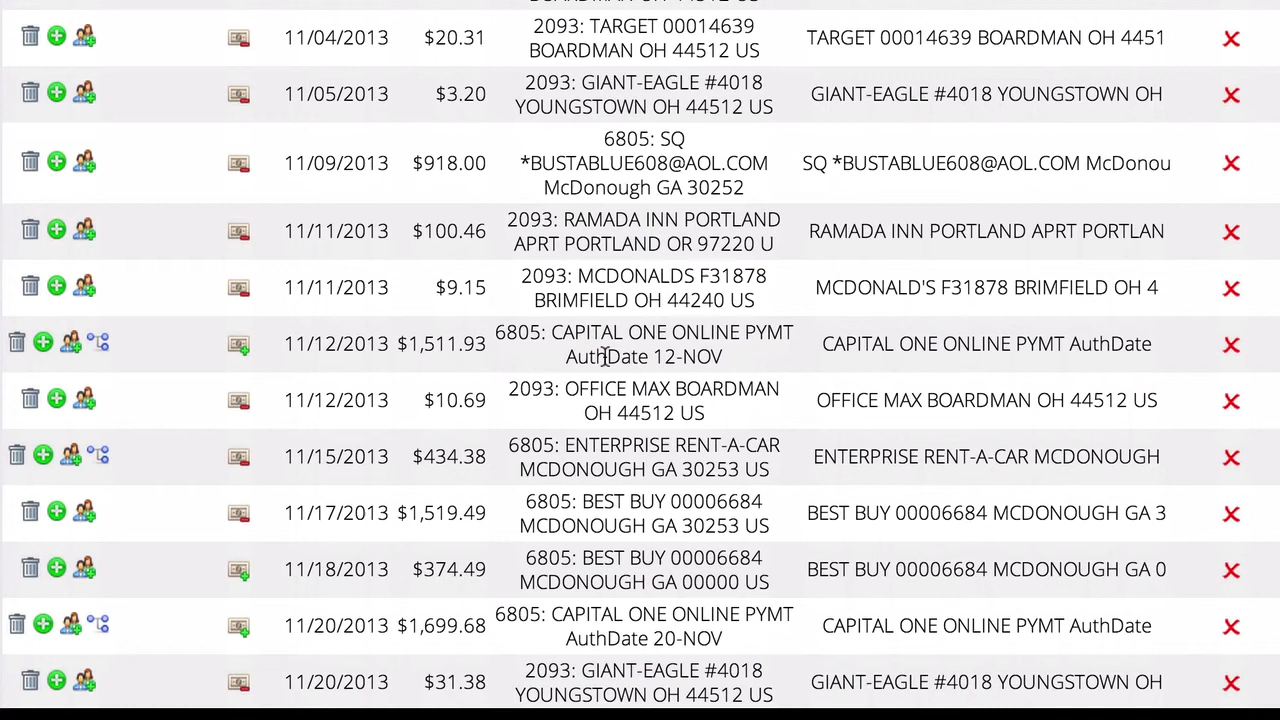 11/04/2013 $20.31 2093: TARGET 00014639 TARGET 00014639 BOARDMAN OH 4451
BOARDMAN OH 44512 US
11/05/2013 $3.20 2093: GIANT-EAGLE #4018 GIANT-EAGLE #4018 YOUNGSTOWN OH
YOUNGSTOWN OH 44512 US
6805: SQ
11/09/2013 $918.00 *BUSTABLUE608@AOL.COM SQ *BUSTABLUE608@AOL.COM McDonou
McDonough GA 30252
11/11/2013 $100.46 2093: RAMADA INN PORTLAND RAMADA INN PORTLAND APRT PORTLAN
APRT PORTLAND OR 97220 U
11/11/2013 $9.15 2093: MCDONALDS F31878 MCDONALD'S F31878 BRIMFIELD OH 4
BRIMFIELD OH 44240 US
11/12/2013 $1,511.93 6805: CAPITAL ONE ONLINE PYMT CAPITAL ONE ONLINE PYMT AuthDate
AuthDate 12-NOV
11/12/2013 $10.69 2093: OFFICE MAX BOARDMAN OFFICE MAX BOARDMAN OH 44512 US
OH 44512 US
11/15/2013 $434.38 6805: ENTERPRISE RENT-A-CAR ENTERPRISE RENT-A-CAR MCDONOUGH
MCDONOUGH GA 30253 US
11/17/2013 $1,519.49 6805: BEST BUY 00006684 BEST BUY 00006684 MCDONOUGH GA 3
MCDONOUGH GA 30253 US
11/18/2013 $374.49 6805: BEST BUY 00006684 BEST BUY 00006684 MCDONOUGH GA 0
MCDONOUGH GA 00000 US
11/20/2013 $1,699.68 6805: CAPITAL ONE ONLINE PYMT CAPITAL ONE ONLINE PYMT AuthDate
AuthDate 20-NOV
11/20/2013 $31.38 2093: GIANT-EAGLE #4018 GIANT-EAGLE #4018 YOUNGSTOWN OH
YOUNGSTOWN OH 44512 US